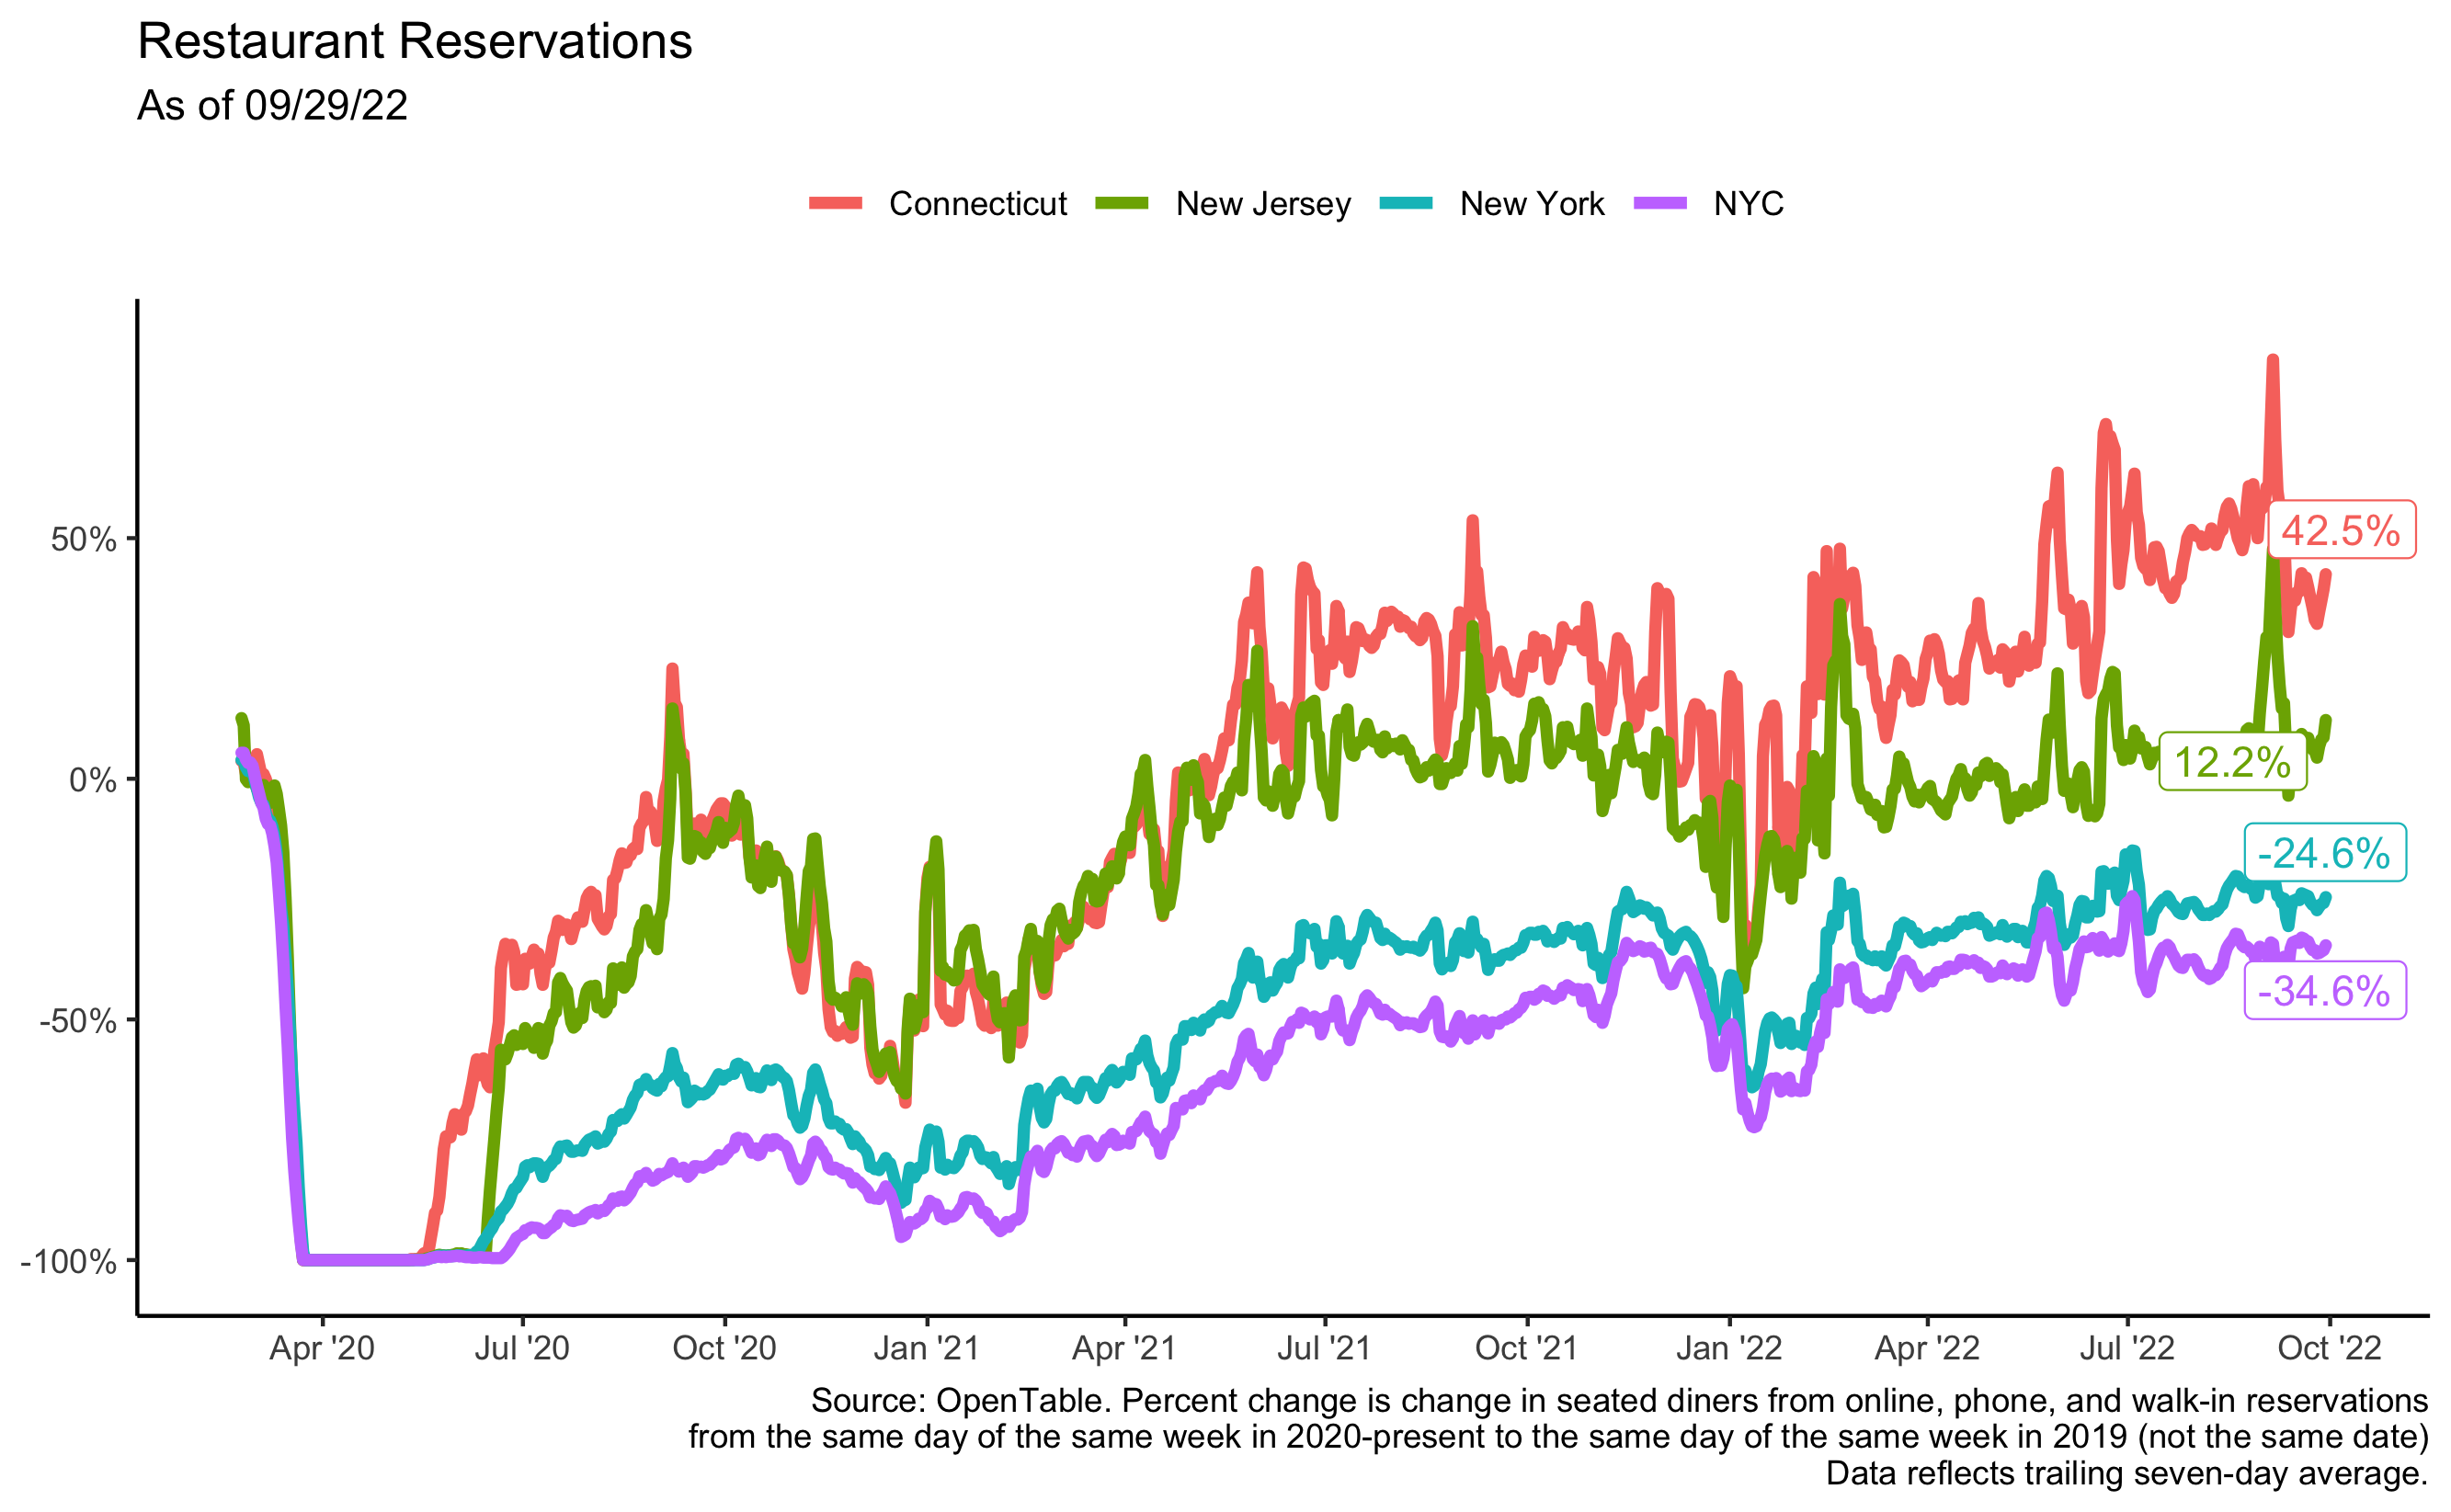 Restaurant Reservations
As of 09/29/22
Connecticut New Jersey New York NYC
50%
0%
-50%
-100%
42.5%
12.2%
-24.6%
-34.6%
Apr '20 Jul '20 Oct '20 Jan '21 Apr '21 Jul '21 Oct '21 Jan '22 Apr '22 Jul '22 Oct '22
Source: OpenTable. Percent change is change in seated diners from online, phone, and walk-in reservations
from the same day of the same week in 2020-present to the same day of the same week in 2019 (not the same date)
Data reflects trailing seven-day average.